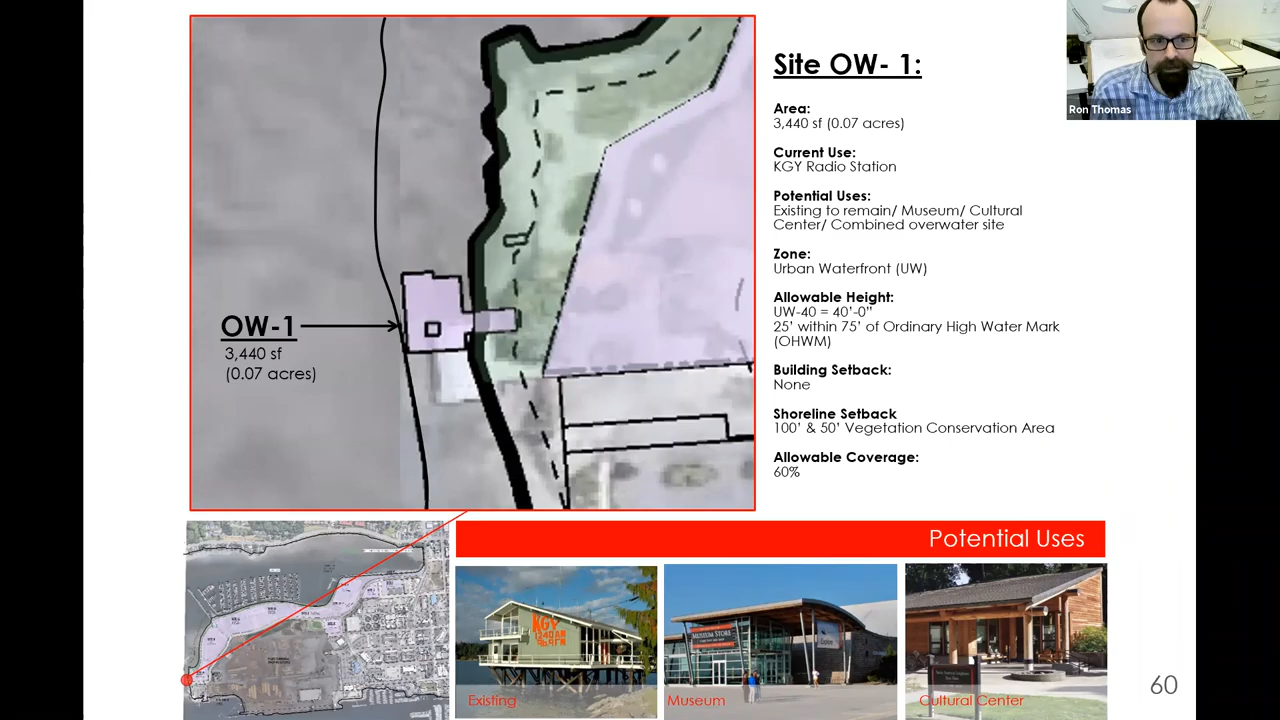 Site OW- 1:
Ron Thomas
Area:
3,440 sf (0.07 acres)
Current Use:
KGY Radio Station
Potential Uses:
Existing to remain/ Museum/ Cultural
Center/ Combined overwater site
Zone:
Urban Waterfront (UW)
Allowable Height:
UW-40 = 40'-0"
25' within 75' of Ordinary High Water Mark
(OHWM)
Building Setback:
None
Shoreline Setback
100' & 50' Vegetation Conservation Area
Allowable Coverage:
60%
OW-1
3,440 sf
(0.07 acres)
Potential Uses
KGY
Existing
MUSEUM STORE
Museum
Cultural Center
60